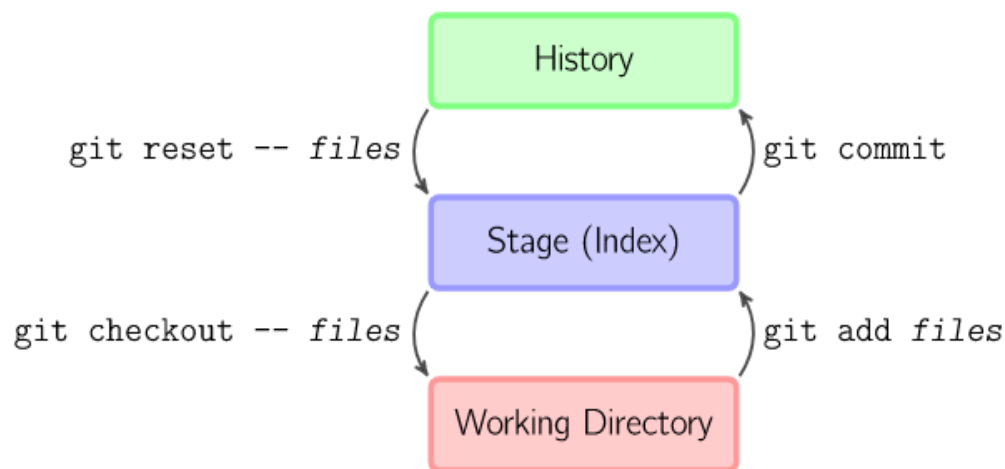 History
git reset -- files
git commit
Stage (Index)
git checkout -- files
git add files
Working Directory